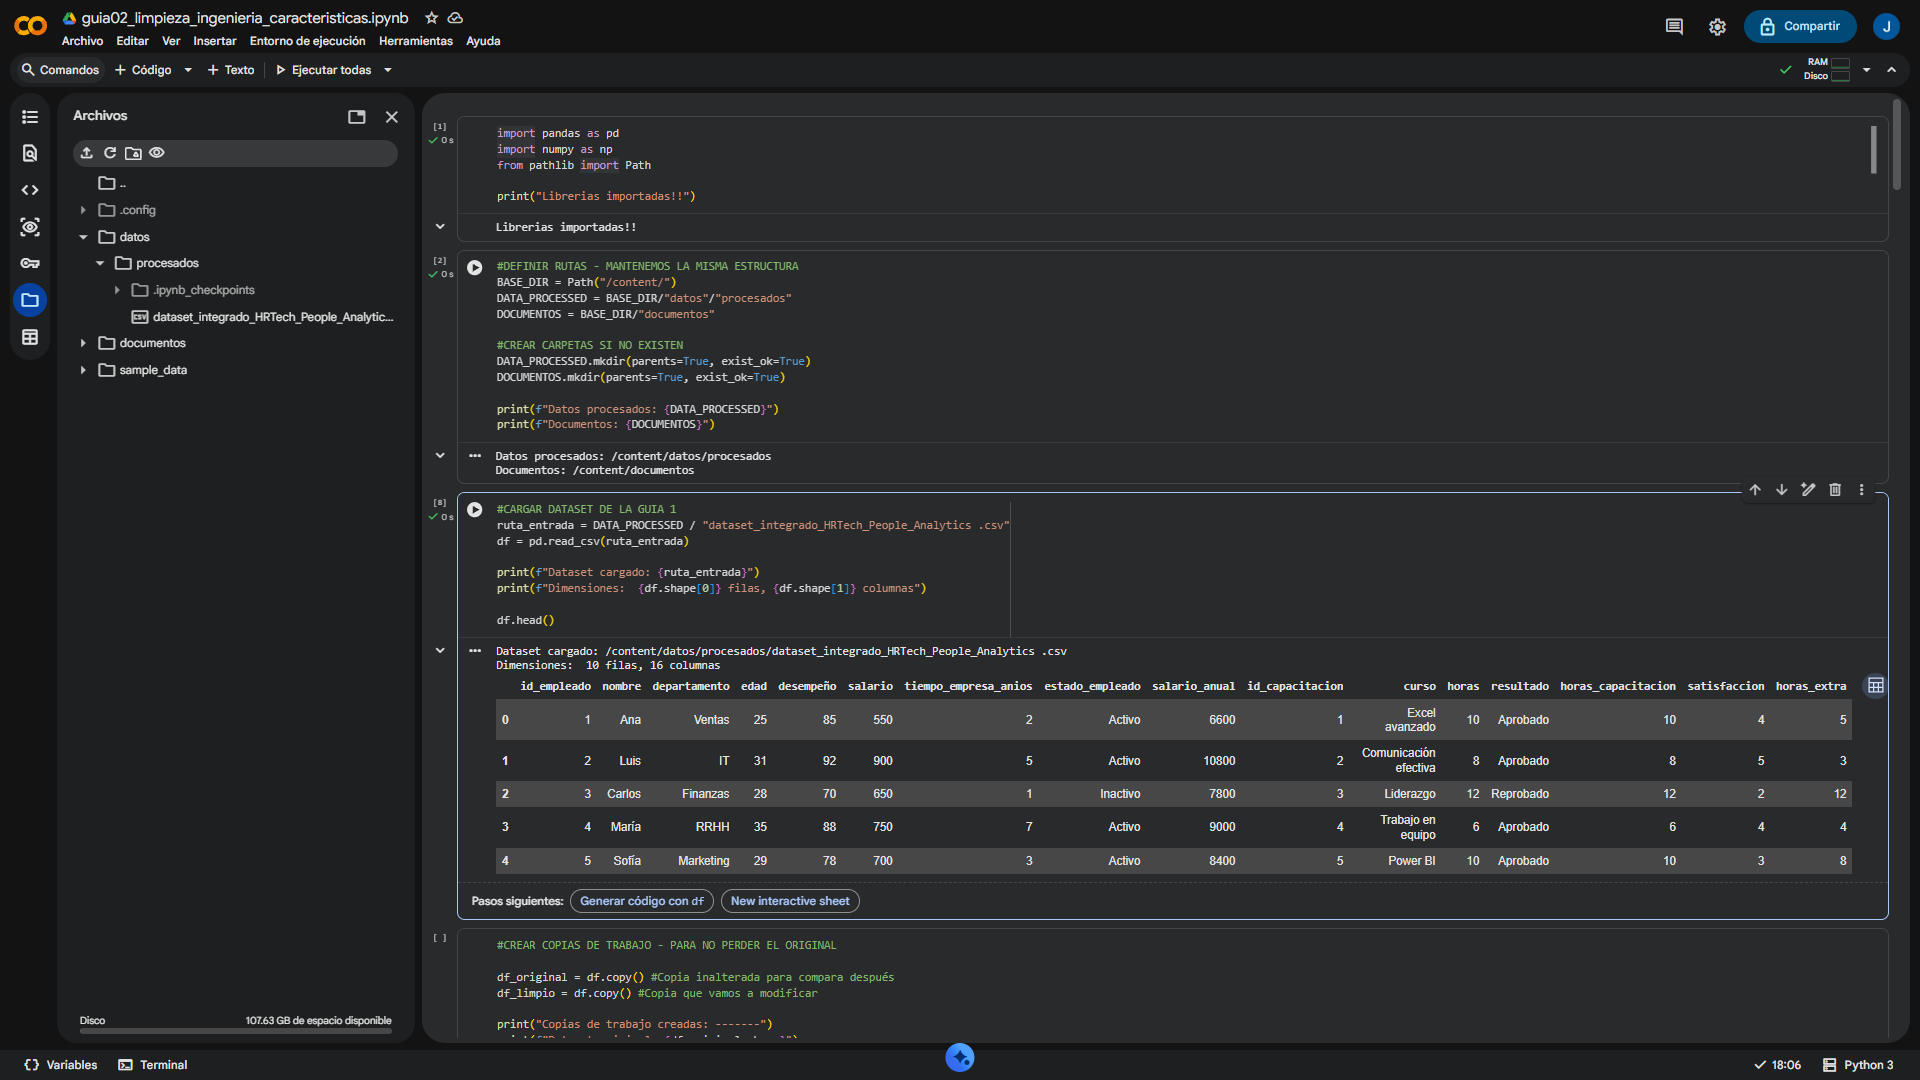 guia02_limpieza_ingenieria_caracteristicas.ipynb
Archivo Editar Ver Insertar Entorno de ejecución Herramientas Ayuda
Compartir
J
Comandos + Código + Texto Ejecutar todas
RAM
Disco
Archivos
..
.config
datos
procesados
.ipynb_checkpoints
dataset_integrado_HRTech_People_Analytic...
documentos
sample_data
Disco 107.63 GB de espacio disponible
[1]
0 s
import pandas as pd
import numpy as np
from pathlib import Path
print("Librerias importadas!!")
Librerias importadas!!
[2]
0 s
#DEFINIR RUTAS - MANTENEMOS LA MISMA ESTRUCTURA
BASE_DIR = Path("/content/")
DATA_PROCESSED = BASE_DIR/"datos"/"procesados"
DOCUMENTOS = BASE_DIR/"documentos"
#CREAR CARPETAS SI NO EXISTEN
DATA_PROCESSED.mkdir(parents=True, exist_ok=True)
DOCUMENTOS.mkdir(parents=True, exist_ok=True)
print(f"Datos procesados: {DATA_PROCESSED}")
print(f"Documentos: {DOCUMENTOS}")
Datos procesados: /content/datos/procesados
Documentos: /content/documentos
[8]
0 s
#CARGAR DATASET DE LA GUIA 1
ruta_entrada = DATA_PROCESSED / "dataset_integrado_HRTech_People_Analytics .csv"
df = pd.read_csv(ruta_entrada)
print(f"Dataset cargado: {ruta_entrada}")
print(f"Dimensiones:  {df.shape[0]} filas, {df.shape[1]} columnas")
df.head()
Dataset cargado: /content/datos/procesados/dataset_integrado_HRTech_People_Analytics .csv
Dimensiones:  10 filas, 16 columnas
id_empleado nombre departamento edad desempeño salario tiempo_empresa_anios estado_empleado salario_anual id_capacitacion curso horas resultado horas_capacitacion satisfaccion horas_extra
0 1 Ana Ventas 25 85 550 2 Activo 6600 1 Excel avanzado 10 Aprobado 10 4 5
1 2 Luis IT 31 92 900 5 Activo 10800 2 Comunicación efectiva 8 Aprobado 8 5 3
2 3 Carlos Finanzas 28 70 650 1 Inactivo 7800 3 Liderazgo 12 Reprobado 12 2 12
3 4 María RRHH 35 88 750 7 Activo 9000 4 Trabajo en equipo 6 Aprobado 6 4 4
4 5 Sofía Marketing 29 78 700 3 Activo 8400 5 Power BI 10 Aprobado 10 3 8
Pasos siguientes: Generar código con df New interactive sheet
[ ]
#CREAR COPIAS DE TRABAJO - PARA NO PERDER EL ORIGINAL
df_original = df.copy() #Copia inalterada para compara después
df_limpio = df.copy() #Copia que vamos a modificar
print("Copias de trabajo creadas: -------")
Variables Terminal
18:06 Python 3